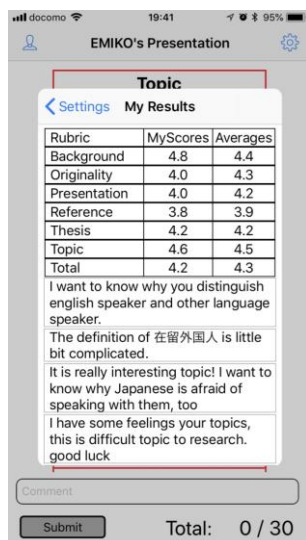 docomo 19:41 95%
EMIKO's Presentation
Topic
Settings My Results
Rubric MyScores Averages
Background 4.8 4.4
Originality 4.0 4.3
Presentation 4.0 4.2
Reference 3.8 3.9
Thesis 4.2 4.2
Topic 4.6 4.5
Total 4.2 4.3
I want to know why you distinguish
english speaker and other language
speaker.
The definition of 在留外国人 is little
bit complicated.
It is really interesting topic! I want to
know why Japanese is afraid of
speaking with them, too
I have some feelings your topics,
this is difficult topic to research.
good luck
Comment
Submit Total: 0 / 30